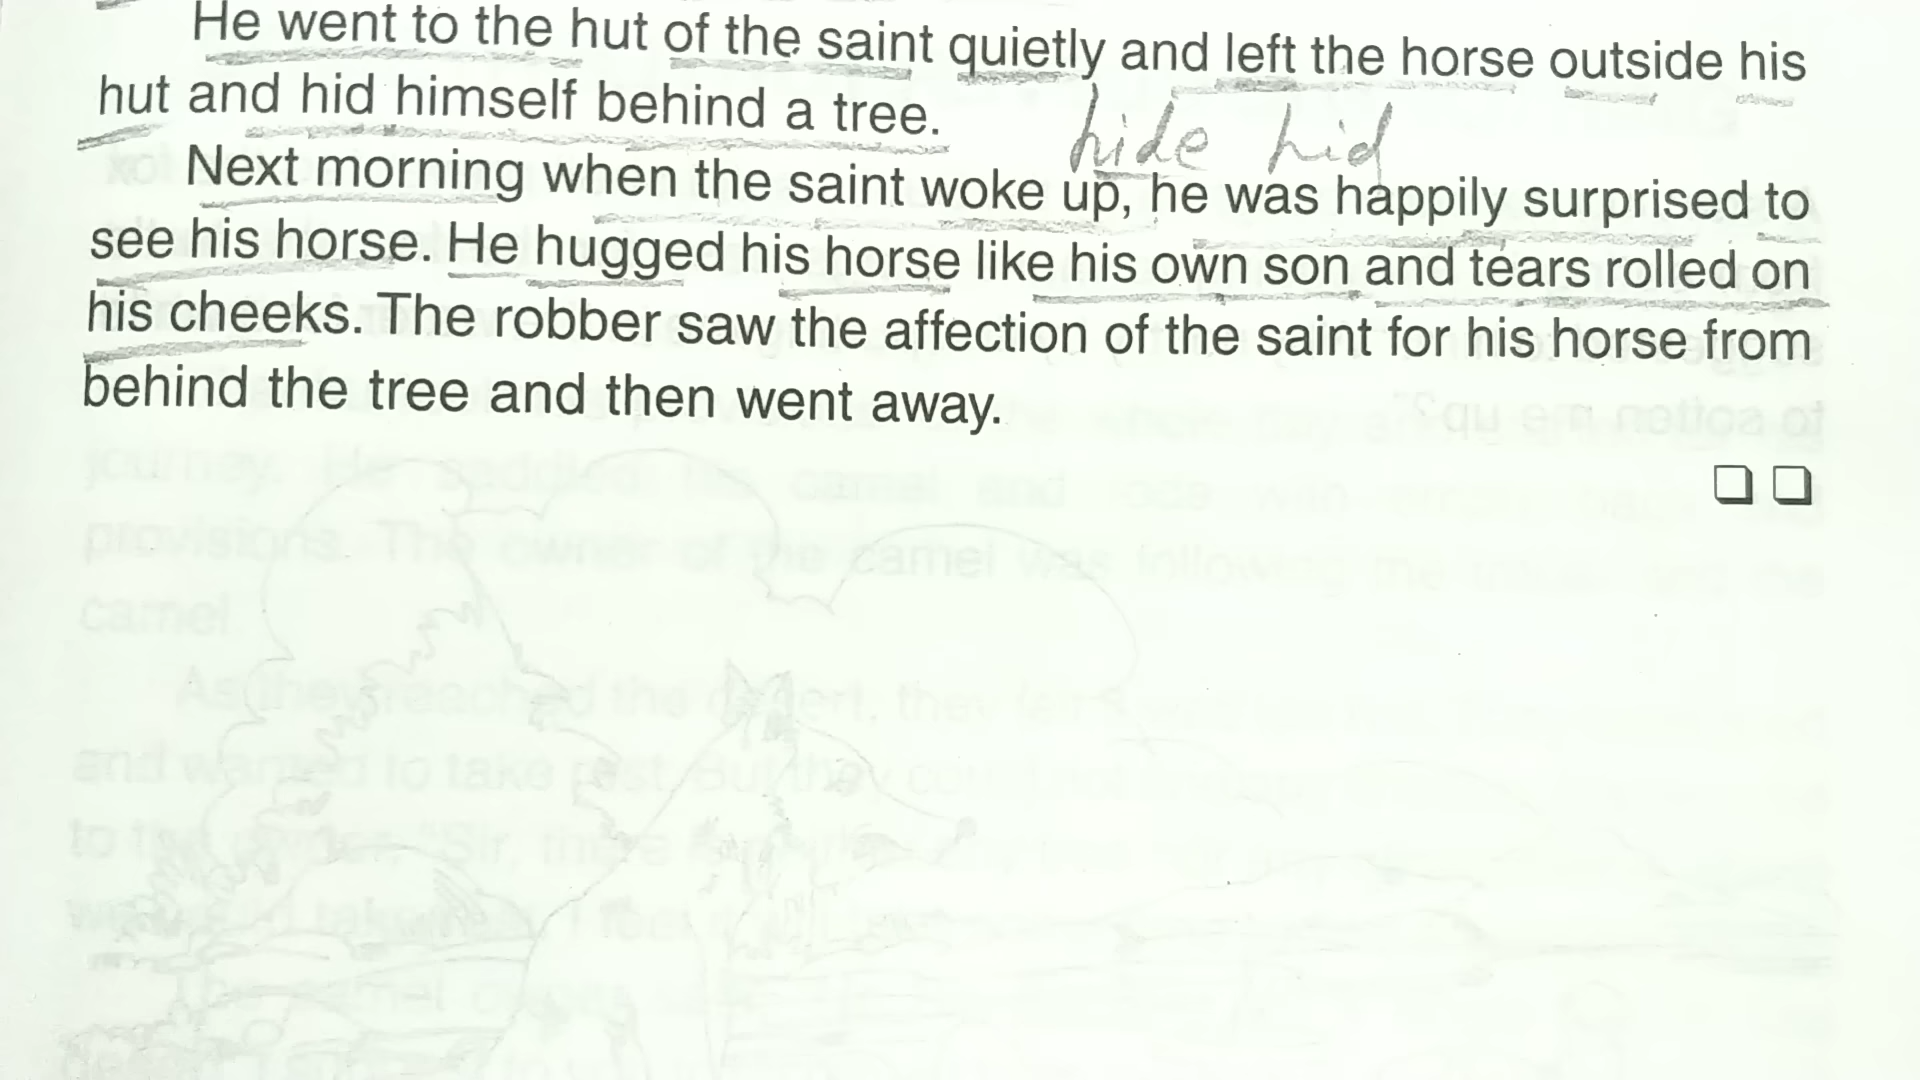 He went to the hut of the saint quietly and left the horse outside his
hut and hid himself behind a tree.
hide hid
Next morning when the saint woke up, he was happily surprised to
see his horse. He hugged his horse like his own son and tears rolled on
his cheeks. The robber saw the affection of the saint for his horse from
behind the tree and then went away.